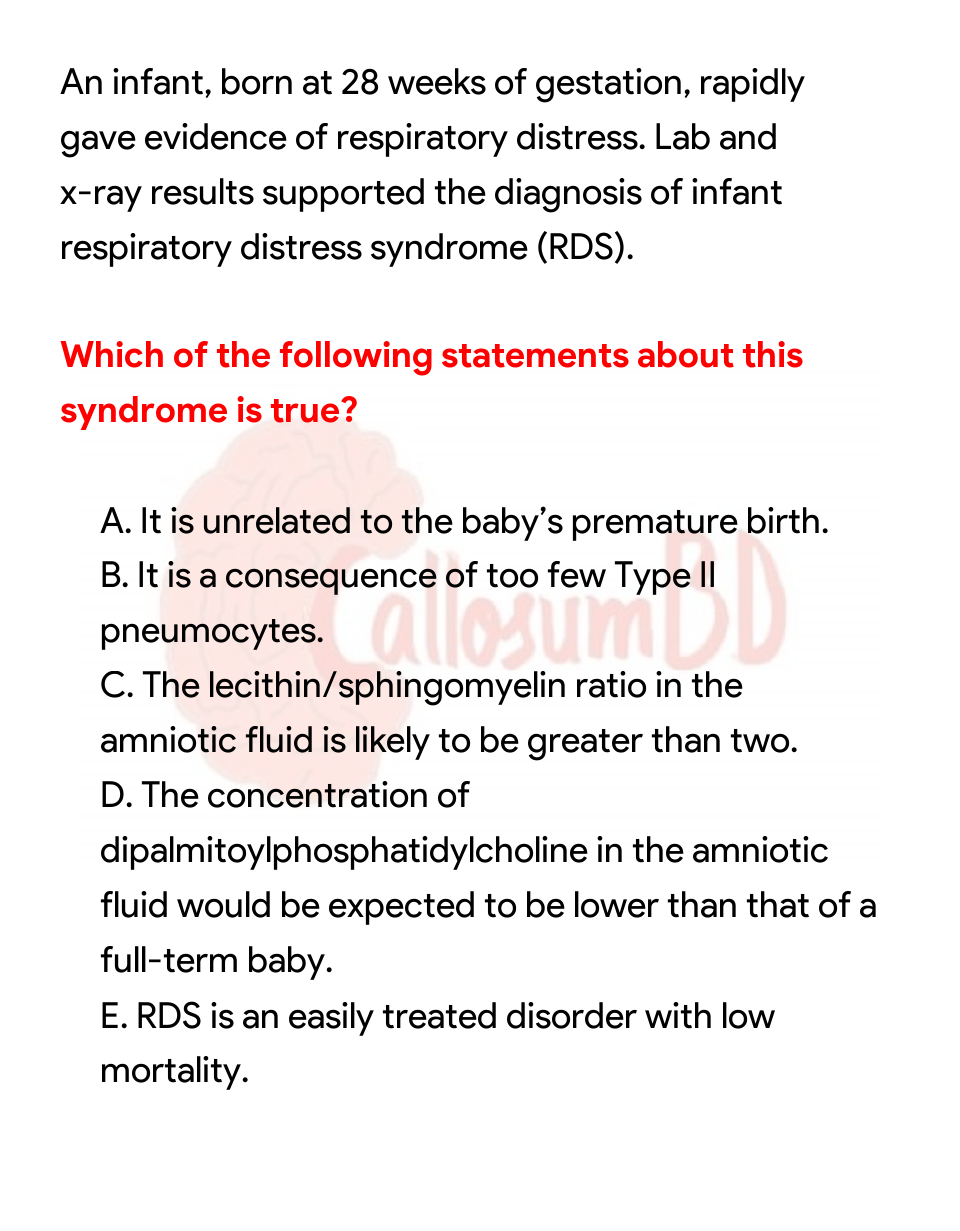 An infant, born at 28 weeks of gestation, rapidly
gave evidence of respiratory distress. Lab and
x-ray results supported the diagnosis of infant
respiratory distress syndrome (RDS).
Which of the following statements about this
syndrome is true?
A. It is unrelated to the baby’s premature birth.
B. It is a consequence of too few Type II
pneumocytes.
CallosumBD
C. The lecithin/sphingomyelin ratio in the
amniotic fluid is likely to be greater than two.
D. The concentration of
dipalmitoylphosphatidylcholine in the amniotic
fluid would be expected to be lower than that of a
full-term baby.
E. RDS is an easily treated disorder with low
mortality.